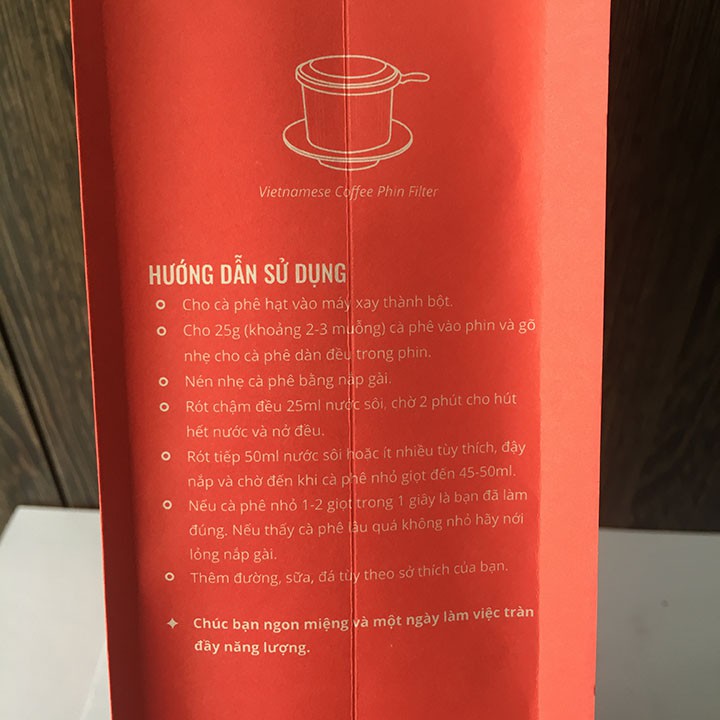 Vietnamese Coffee Phin Filter
HƯỚNG DẪN SỬ DỤNG
Cho cà phê hạt vào máy xay thành bột.
Cho 25g (khoảng 2-3 muỗng) cà phê vào phin và gõ
nhẹ cho cà phê dàn đều trong phin.
Nén nhẹ cà phê bằng nắp gài.
Rót chậm đều 25ml nước sôi, chờ 2 phút cho hút
hết nước và nở đều.
Rót tiếp 50ml nước sôi hoặc ít nhiều tùy thích, đậy
nắp và chờ đến khi cà phê nhỏ giọt đến 45-50ml.
Nếu cà phê nhỏ 1-2 giọt trong 1 giây là bạn đã làm
đúng. Nếu thấy cà phê lâu quá không nhỏ hãy nới
lỏng nắp gài.
Thêm đường, sữa, đá tùy theo sở thích của bạn.
Chúc bạn ngon miệng và một ngày làm việc tràn
đầy năng lượng.